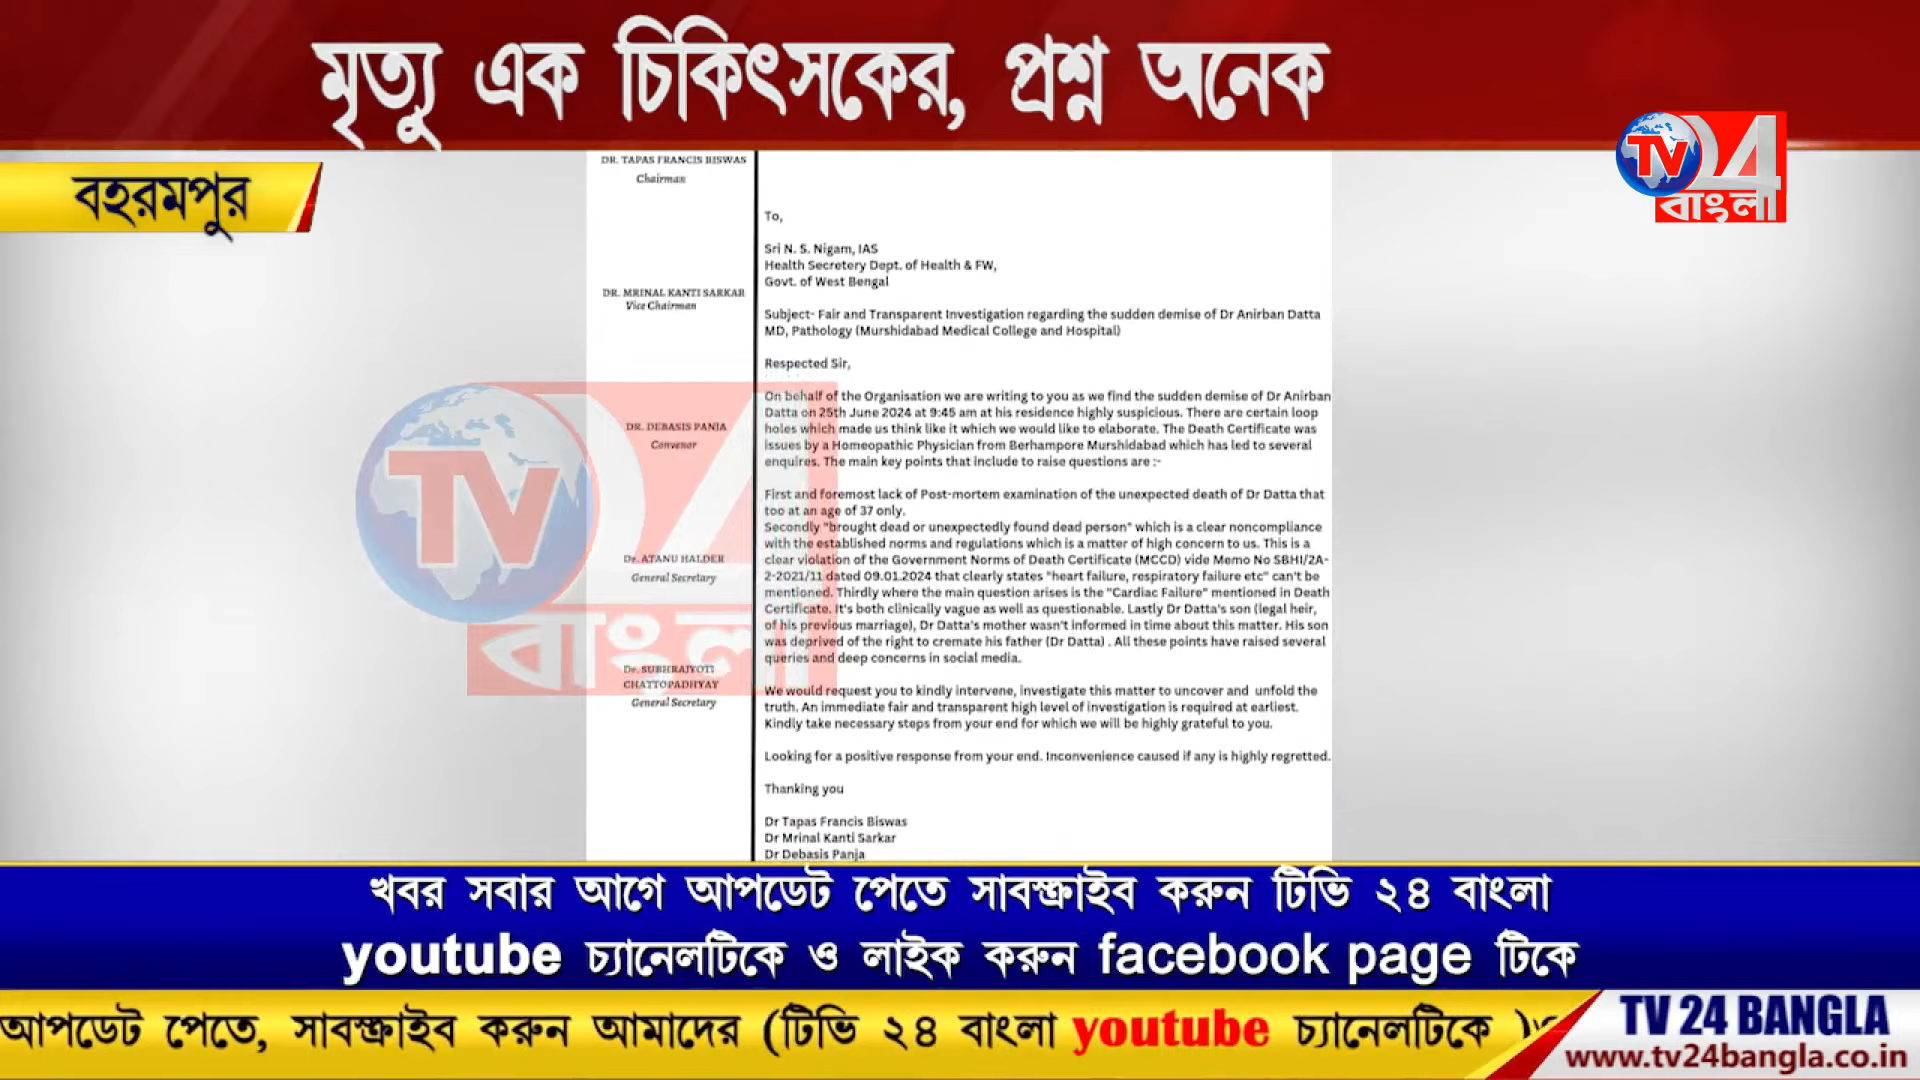 মৃত্যু এক চিকিৎসকের, প্রশ্ন অনেক
বহরমপুর
TV 24
বাংলা
DR. TAPAS FRANCIS BISWAS
Chairman
DR. MRINAL KANTI SARKAR
Vice Chairman
DR. DEBASIS PANJA
Convenor
Dr. ATANU HALDER
General Secretary
Dr. SUBHRAJYOTI
CHATTOPADHYAY
General Secretary
To,
Sri N. S. Nigam, IAS
Health Secretery Dept. of Health & FW,
Govt. of West Bengal
Subject- Fair and Transparent Investigation regarding the sudden demise of Dr Anirban Datta
MD, Pathology (Murshidabad Medical College and Hospital)
Respected Sir,
On behalf of the Organisation we are writing to you as we find the sudden demise of Dr Anirban
Datta on 25th June 2024 at 9:45 am at his residence highly suspicious. There are certain loop
holes which made us think like it which we would like to elaborate. The Death Certificate was
issues by a Homeopathic Physician from Berhampore Murshidabad which has led to several
enquires. The main key points that include to raise questions are :-
First and foremost lack of Post-mortem examination of the unexpected death of Dr Datta that
too at an age of 37 only.
Secondly "brought dead or unexpectedly found dead person" which is a clear noncompliance
with the established norms and regulations which is a matter of high concern to us. This is a
clear violation of the Government Norms of Death Certificate (MCCD) vide Memo No SBHI/2A-
2-2021/11 dated 09.01.2024 that clearly states "heart failure, respiratory failure etc" can't be
mentioned. Thirdly where the main question arises is the "Cardiac Failure" mentioned in Death
Certificate. It's both clinically vague as well as questionable. Lastly Dr Datta's son (legal heir,
of his previous marriage), Dr Datta's mother wasn't informed in time about this matter. His son
was deprived of the right to cremate his father (Dr Datta) . All these points have raised several
queries and deep concerns in social media.
We would request you to kindly intervene, investigate this matter to uncover and unfold the
truth. An immediate fair and transparent high level of investigation is required at earliest.
Kindly take necessary steps from your end for which we will be highly grateful to you.
Looking for a positive response from your end. Inconvenience caused if any is highly regretted.
Thanking you
Dr Tapas Francis Biswas
Dr Mrinal Kanti Sarkar
Dr Debasis Panja
TV 24
বাংলা
খবর সবার আগে আপডেট পেতে সাবস্ক্রাইব করুন টিভি ২৪ বাংলা
youtube চ্যানেলটিকে ও লাইক করুন facebook page টিকে
আপডেট পেতে, সাবস্ক্রাইব করুন আমাদের (টিভি ২৪ বাংলা youtube চ্যানেলটিকে )
TV 24 BANGLA
www.tv24bangla.co.in